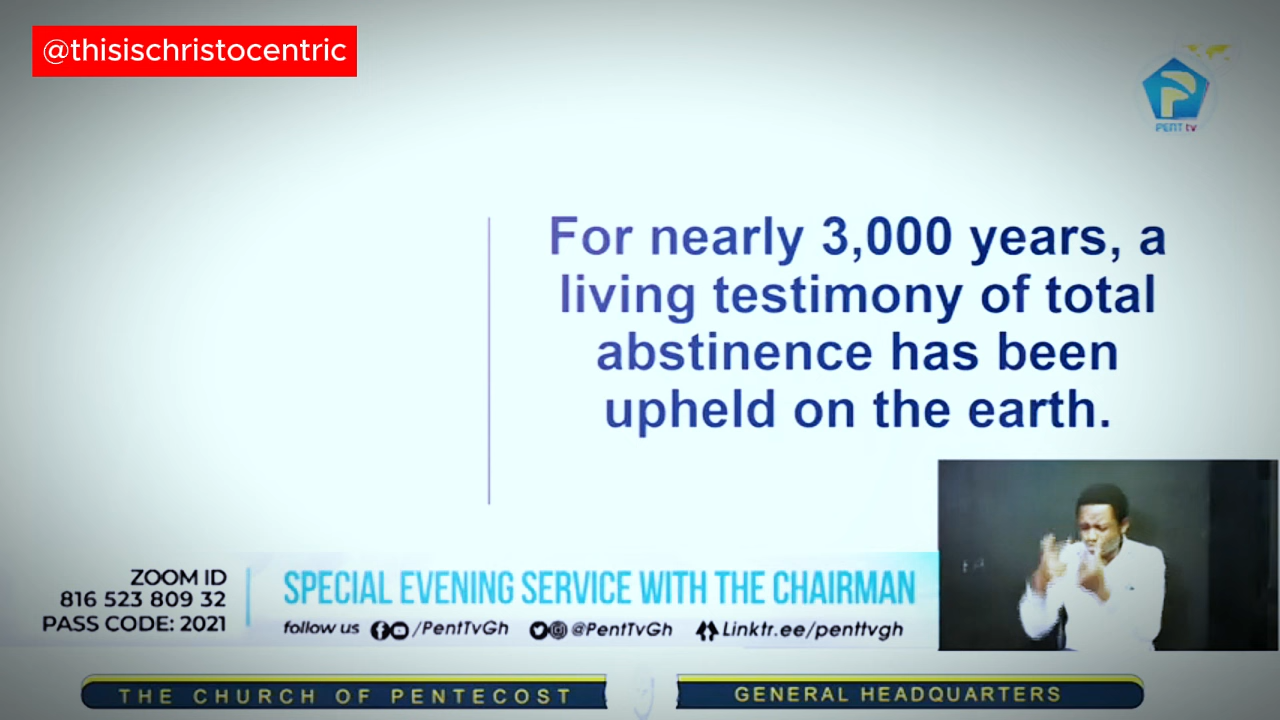 @thisischristocentric
PENT tv
For nearly 3,000 years, a
living testimony of total
abstinence has been
upheld on the earth.
ZOOM ID
816 523 809 32
PASS CODE: 2021
SPECIAL EVENING SERVICE WITH THE CHAIRMAN
follow us /PentTvGh @PentTvGh Linktr.ee/penttvgh
THE CHURCH OF PENTECOST GENERAL HEADQUARTERS